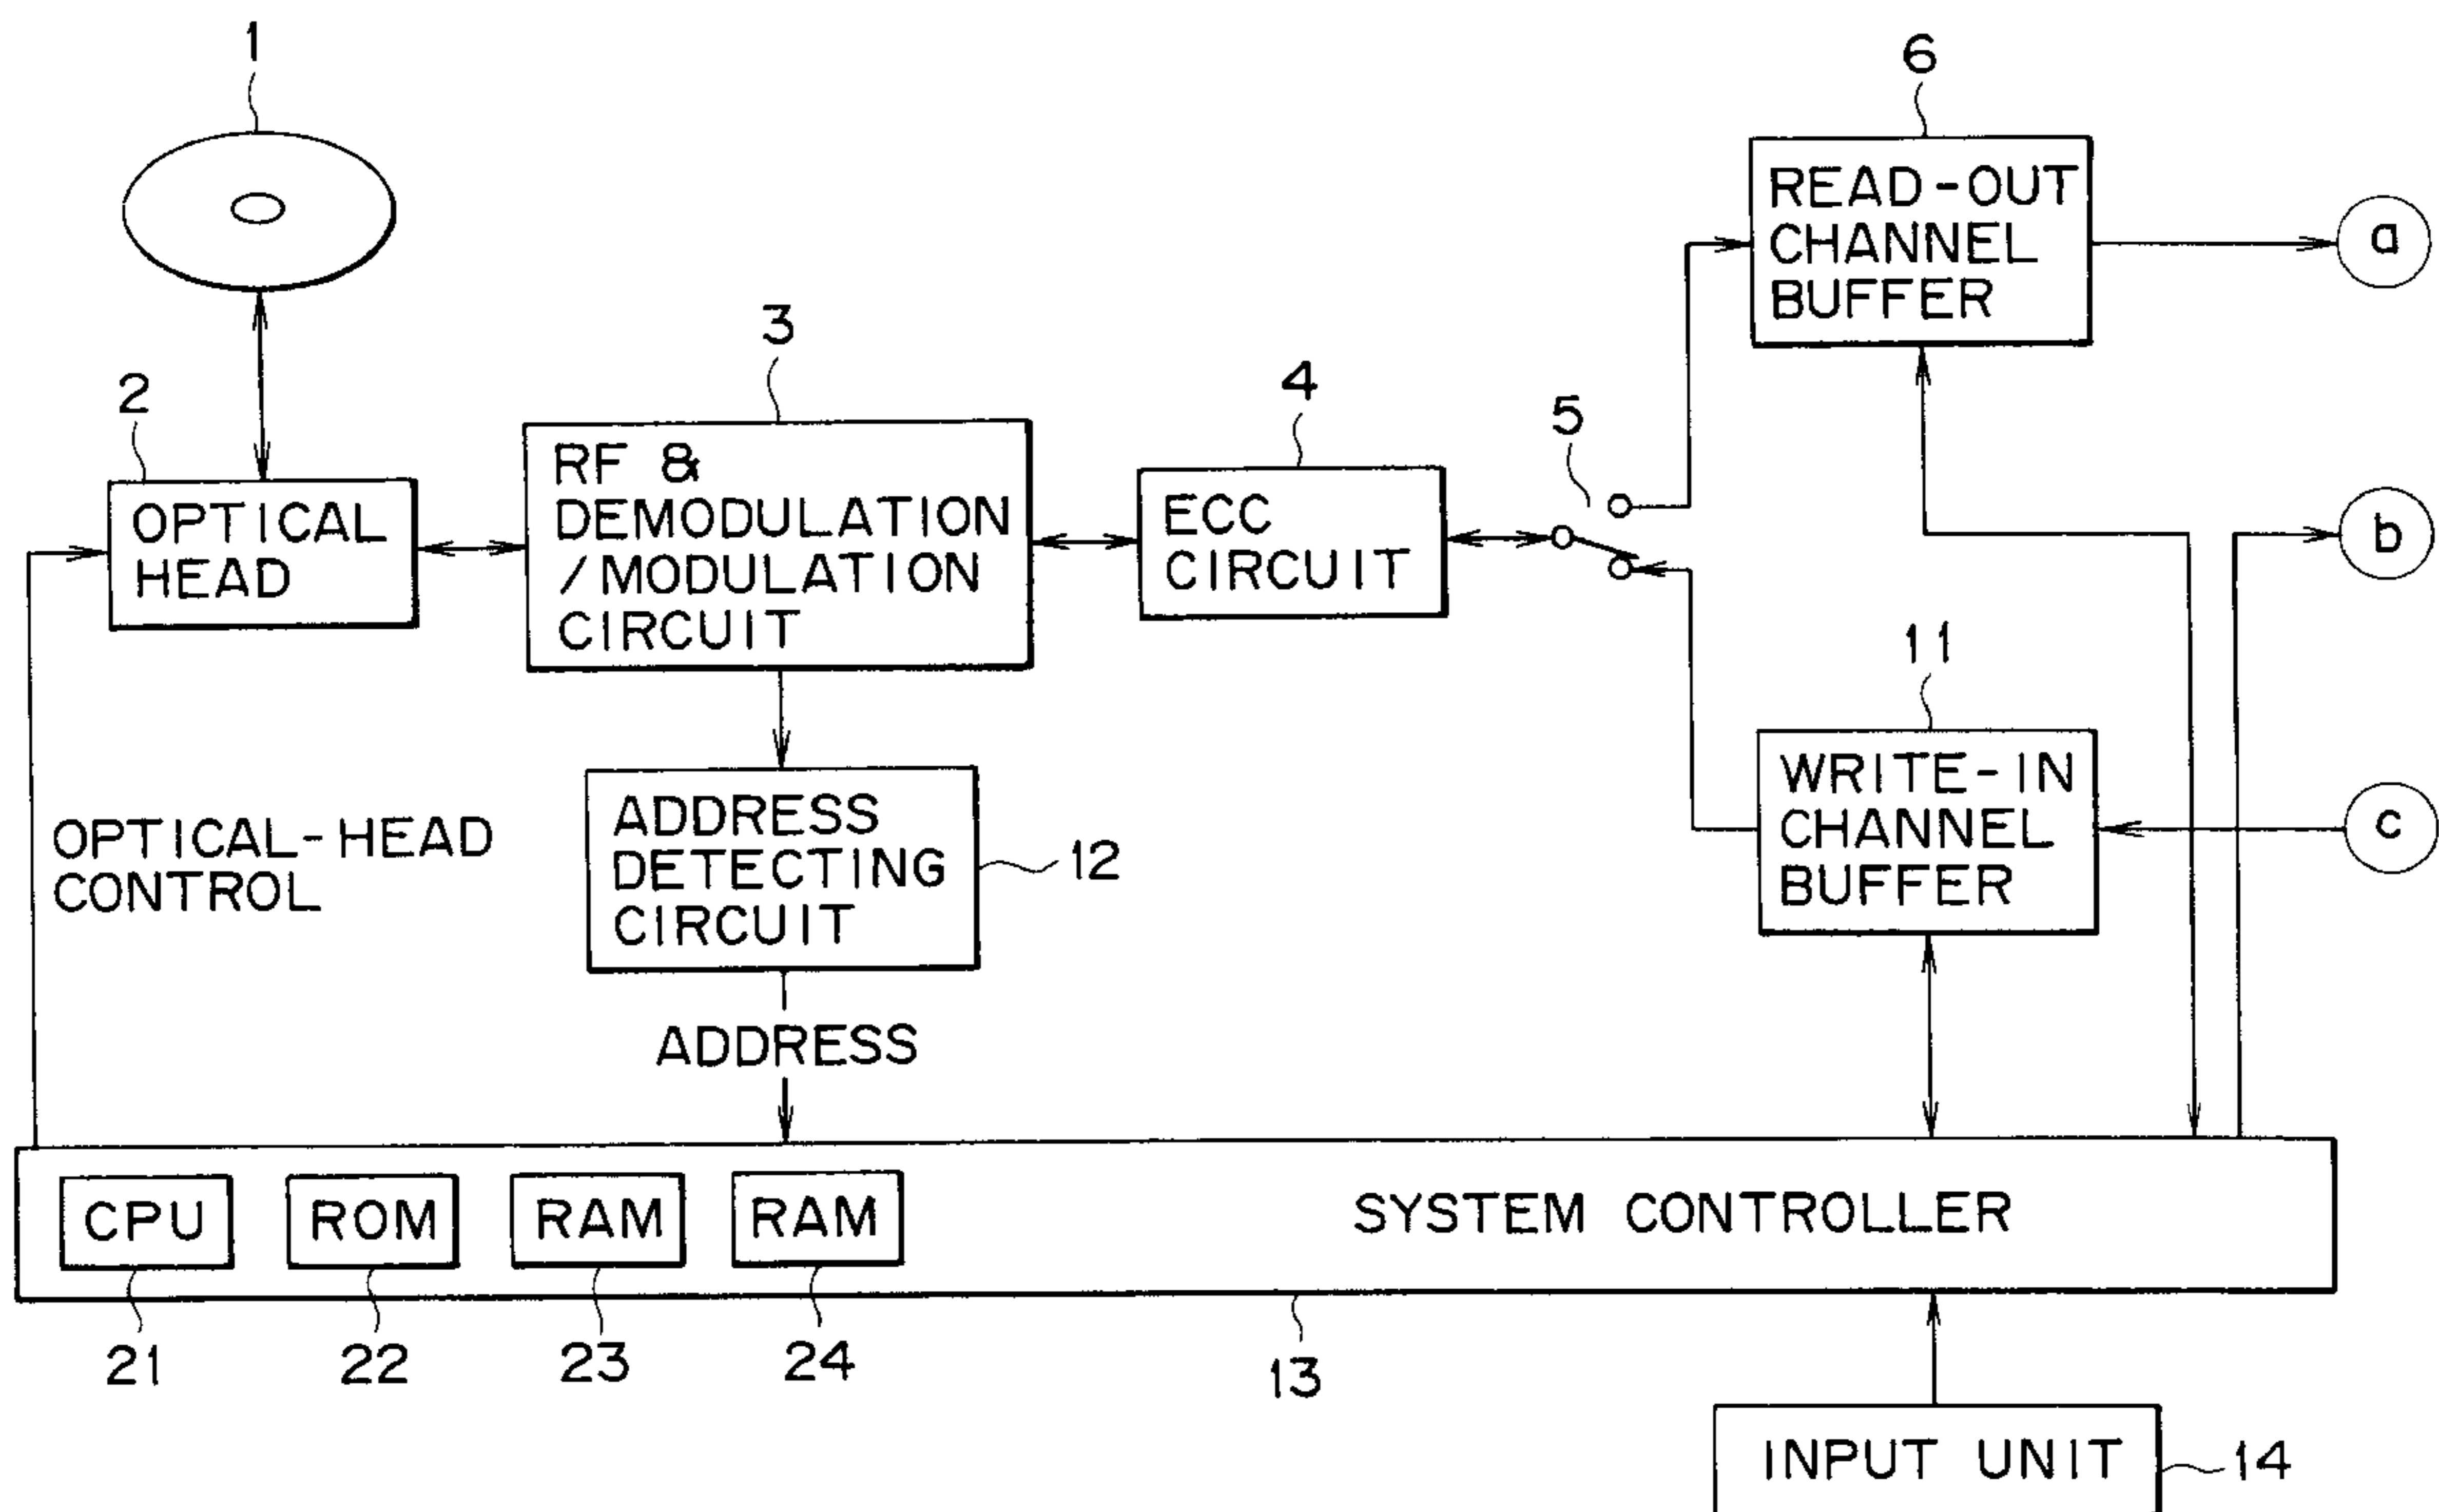 1
6
READ-OUT
CHANNEL
BUFFER
a
3
2
4
5
RF &
DEMODULATION
/MODULATION
CIRCUIT
OPTICAL
HEAD
ECC
CIRCUIT
b
11
WRITE-IN
CHANNEL
BUFFER
c
ADDRESS
DETECTING
CIRCUIT
12
OPTICAL-HEAD
CONTROL
ADDRESS
CPU
ROM
RAM
RAM
SYSTEM CONTROLLER
21
22
23
24
13
INPUT UNIT
14